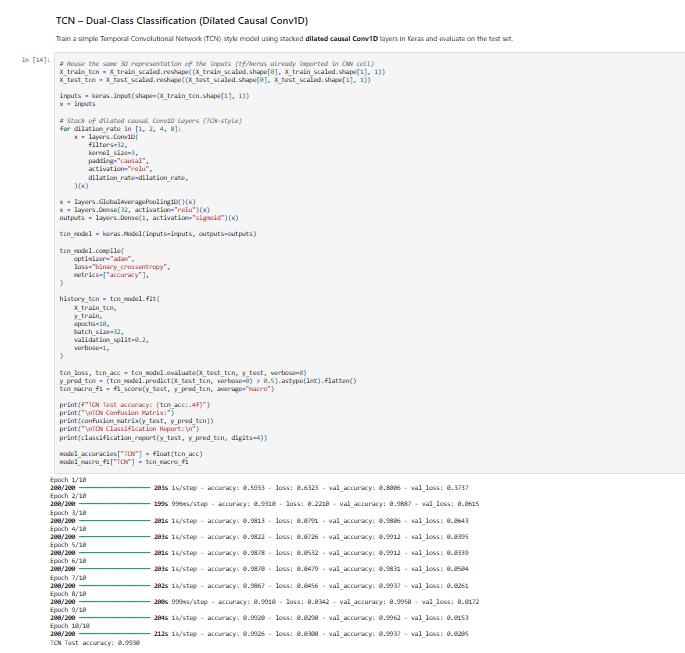 TCN – Dual-Class Classification (Dilated Causal Conv1D)
Train a simple Temporal Convolutional Network (TCN) style model using stacked dilated causal Conv1D layers in Keras and evaluate on the test set.
In [14]:
# Reuse the same 3D representation of the inputs (tf/keras already imported in CNN cell)
X_train_tcn = X_train_scaled.reshape((X_train_scaled.shape[0], X_train_scaled.shape[1], 1))
X_test_tcn = X_test_scaled.reshape((X_test_scaled.shape[0], X_test_scaled.shape[1], 1))
inputs = keras.Input(shape=(X_train_tcn.shape[1], 1))
x = inputs
# Stack of dilated causal Conv1D layers (TCN-style)
for dilation_rate in [1, 2, 4, 8]:
x = layers.Conv1D(
filters=32,
kernel_size=3,
padding="causal",
activation="relu",
dilation_rate=dilation_rate,
)(x)
x = layers.GlobalAveragePooling1D()(x)
x = layers.Dense(32, activation="relu")(x)
outputs = layers.Dense(1, activation="sigmoid")(x)
tcn_model = keras.Model(inputs=inputs, outputs=outputs)
tcn_model.compile(
optimizer="adam",
loss="binary_crossentropy",
metrics=["accuracy"],
)
history_tcn = tcn_model.fit(
X_train_tcn,
y_train,
epochs=10,
batch_size=32,
validation_split=0.2,
verbose=1,
)
tcn_loss, tcn_acc = tcn_model.evaluate(X_test_tcn, y_test, verbose=0)
y_pred_tcn = (tcn_model.predict(X_test_tcn, verbose=0) > 0.5).astype(int).flatten()
tcn_macro_f1 = f1_score(y_test, y_pred_tcn, average="macro")
print(f"TCN Test accuracy: {tcn_acc:.4f}")
print("\nTCN Confusion Matrix:")
print(confusion_matrix(y_test, y_pred_tcn))
print("\nTCN Classification Report:\n")
print(classification_report(y_test, y_pred_tcn, digits=4))
model_accuracies["TCN"] = float(tcn_acc)
model_macro_f1["TCN"] = tcn_macro_f1
Epoch 1/10
200/200 203s 1s/step - accuracy: 0.5933 - loss: 0.6323 - val_accuracy: 0.8006 - val_loss: 0.3737
Epoch 2/10
200/200 199s 996ms/step - accuracy: 0.9310 - loss: 0.2210 - val_accuracy: 0.9887 - val_loss: 0.0615
Epoch 3/10
200/200 201s 1s/step - accuracy: 0.9813 - loss: 0.0791 - val_accuracy: 0.9806 - val_loss: 0.0643
Epoch 4/10
200/200 203s 1s/step - accuracy: 0.9822 - loss: 0.0726 - val_accuracy: 0.9912 - val_loss: 0.0395
Epoch 5/10
200/200 201s 1s/step - accuracy: 0.9878 - loss: 0.0532 - val_accuracy: 0.9912 - val_loss: 0.0339
Epoch 6/10
200/200 203s 1s/step - accuracy: 0.9870 - loss: 0.0479 - val_accuracy: 0.9831 - val_loss: 0.0504
Epoch 7/10
200/200 202s 1s/step - accuracy: 0.9867 - loss: 0.0456 - val_accuracy: 0.9937 - val_loss: 0.0261
Epoch 8/10
200/200 200s 999ms/step - accuracy: 0.9910 - loss: 0.0342 - val_accuracy: 0.9950 - val_loss: 0.0172
Epoch 9/10
200/200 204s 1s/step - accuracy: 0.9920 - loss: 0.0290 - val_accuracy: 0.9962 - val_loss: 0.0153
Epoch 10/10
200/200 212s 1s/step - accuracy: 0.9926 - loss: 0.0300 - val_accuracy: 0.9937 - val_loss: 0.0205
TCN Test accuracy: 0.9930